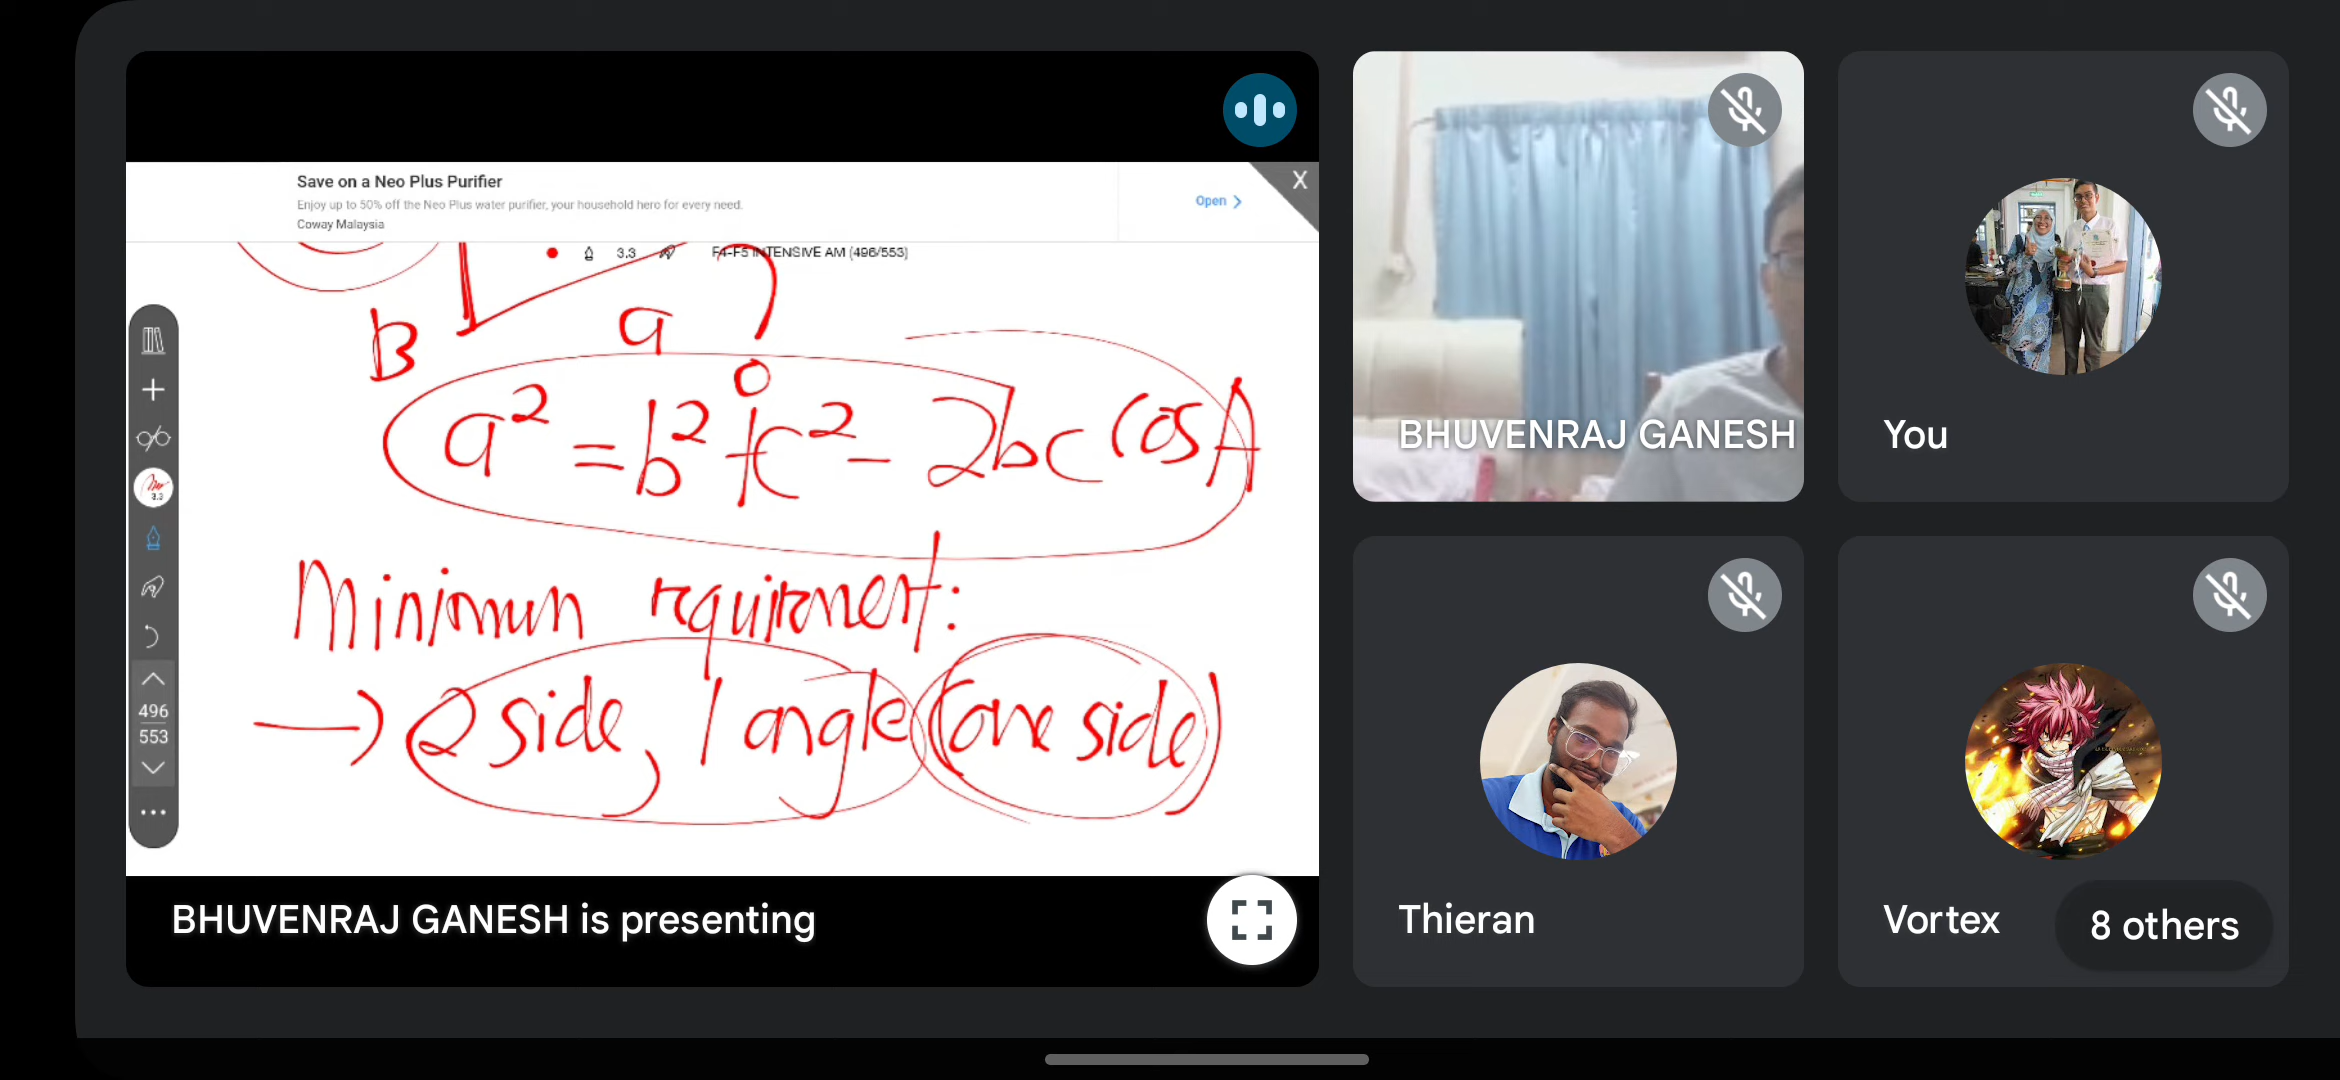 Save on a Neo Plus Purifier
Enjoy up to 50% off the Neo Plus water purifier, your household hero for every need.
Coway Malaysia
Open
X
3.3
F4-F5 INTENSIVE AM (496/553)
B
a
a² = b² + c² - 2bc cos A
Minimum requirement:
→ 2 side, 1 angle (one side)
3.3
496
553
BHUVENRAJ GANESH is presenting
BHUVENRAJ GANESH
You
Thieran
Vortex
8 others